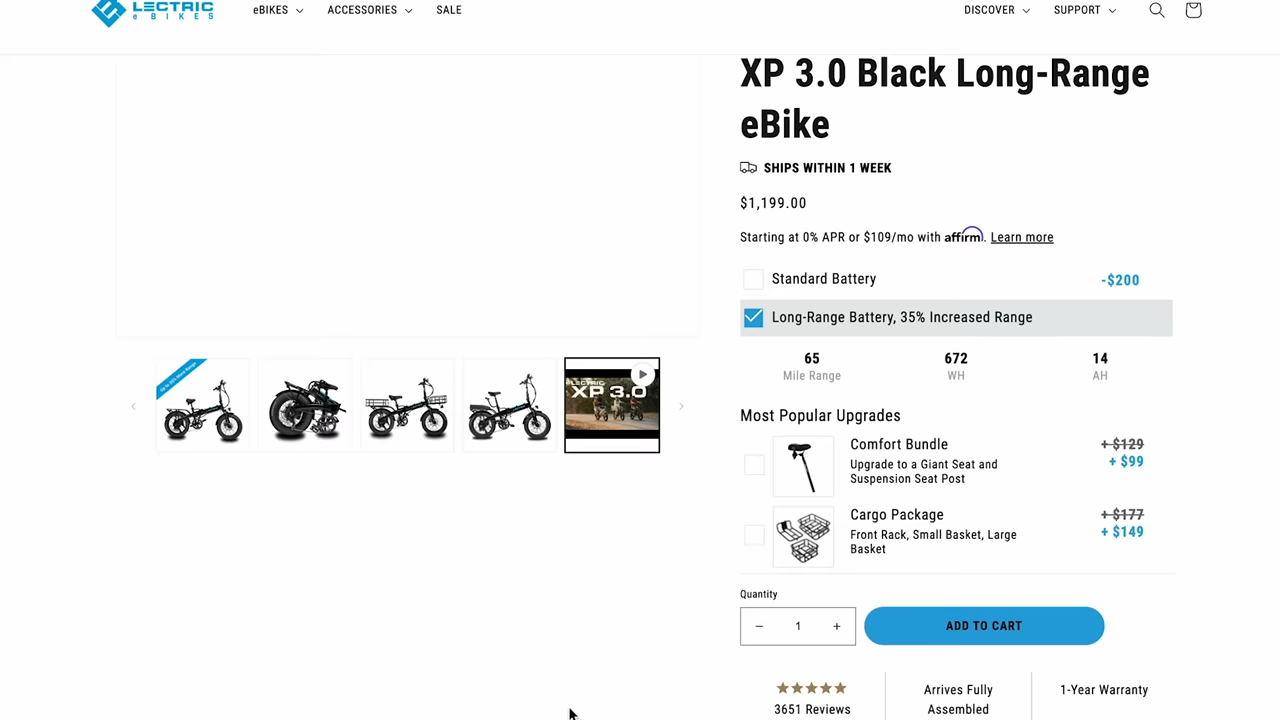 LECTRIC
eBIKES
eBIKES
ACCESSORIES
SALE
DISCOVER
SUPPORT
XP 3.0 Black Long-Range
eBike
SHIPS WITHIN 1 WEEK
$1,199.00
Starting at 0% APR or $109/mo with affirm. Learn more
Standard Battery -$200
Long-Range Battery, 35% Increased Range
65 672 14
Mile Range WH AH
LECTRIC
XP 3.0
Most Popular Upgrades
Comfort Bundle + $129
Upgrade to a Giant Seat and + $99
Suspension Seat Post
Cargo Package + $177
Front Rack, Small Basket, Large + $149
Basket
Quantity
− 1 + ADD TO CART
3651 Reviews
Arrives Fully
Assembled
1-Year Warranty